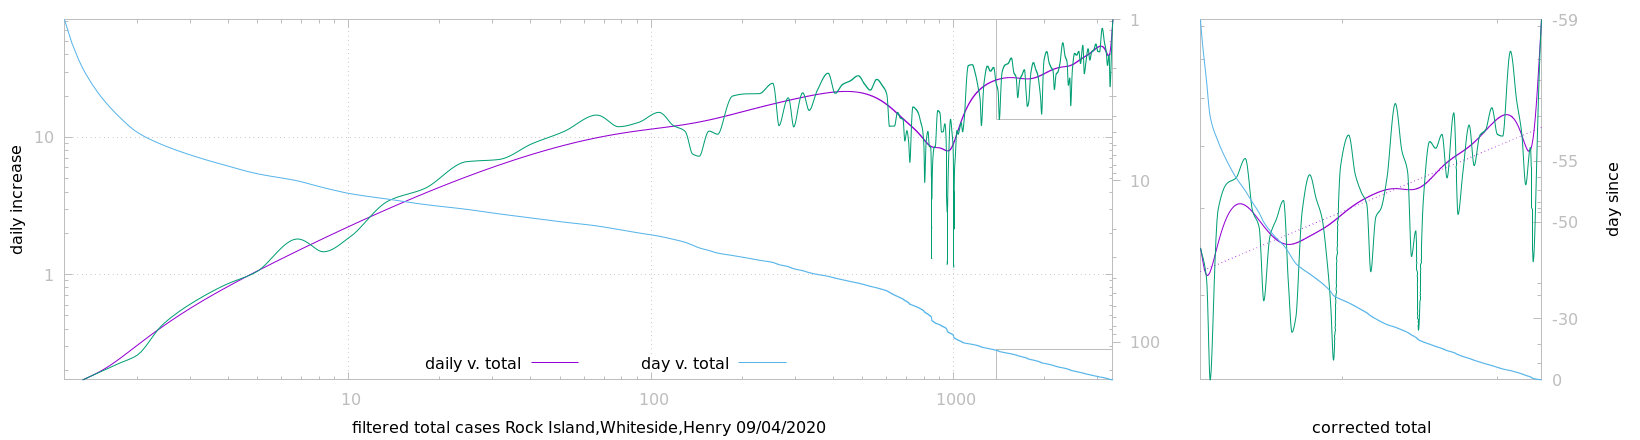 1
-59
10
-55
daily increase
10
-50
day since
1
-30
100
daily v. total
day v. total
0
10
100
1000
filtered total cases Rock Island,Whiteside,Henry 09/04/2020
corrected total